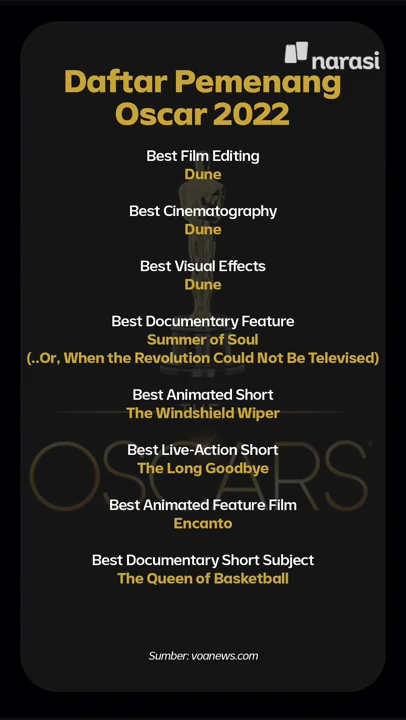 narasi
Daftar Pemenang
Oscar 2022
Best Film Editing
Dune
Best Cinematography
Dune
Best Visual Effects
Dune
Best Documentary Feature
Summer of Soul
(..Or, When the Revolution Could Not Be Televised)
Best Animated Short
The Windshield Wiper
Best Live-Action Short
The Long Goodbye
OSCARS
Best Animated Feature Film
Encanto
Best Documentary Short Subject
The Queen of Basketball
Sumber: voanews.com